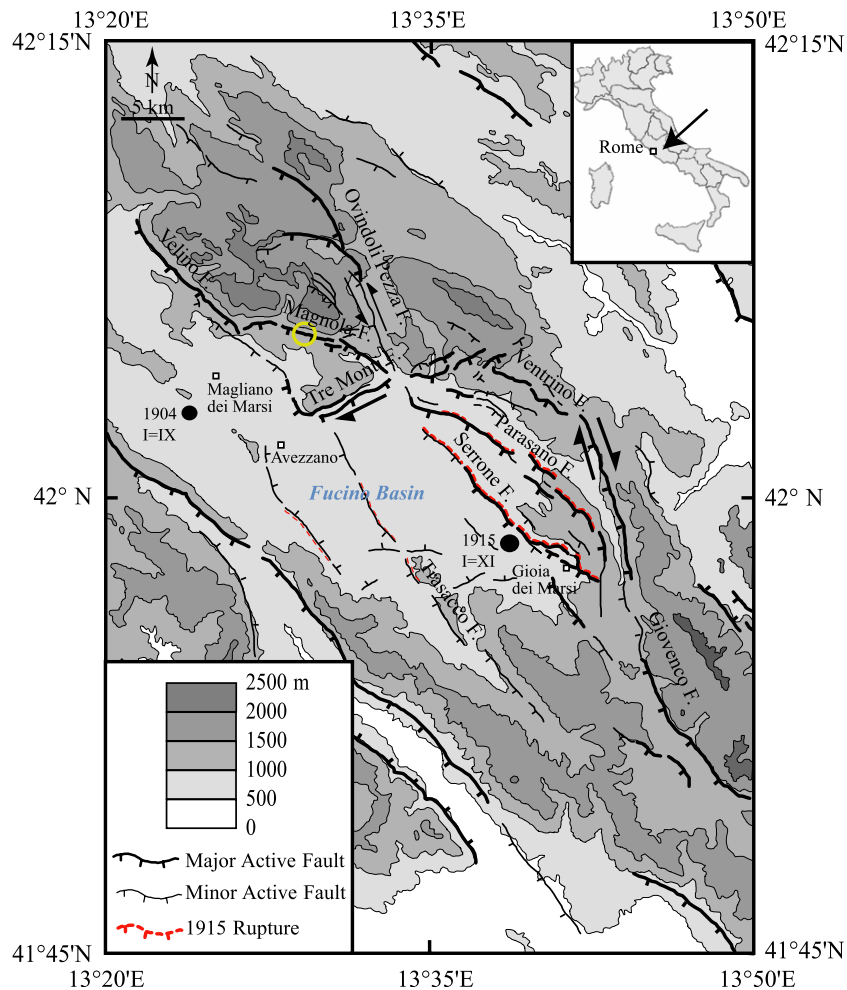 13°20'E
13°35'E
13°50'E
42°15'N
42°15'N
N
5 km
Rome
Ovindoli Pezza F.
Velino F.
Magnola F.
Ventrino F.
Tre Monti F.
Magliano
dei Marsi
1904
I=IX
Parasano F.
Serrone F.
Avezzano
Fucino Basin
42° N
42° N
1915
I=XI
Gioia
dei Marsi
Trasacco F.
Giovenco F.
2500 m
2000
1500
1000
500
0
Major Active Fault
Minor Active Fault
1915 Rupture
41°45'N
41°45'N
13°20'E
13°35'E
13°50'E